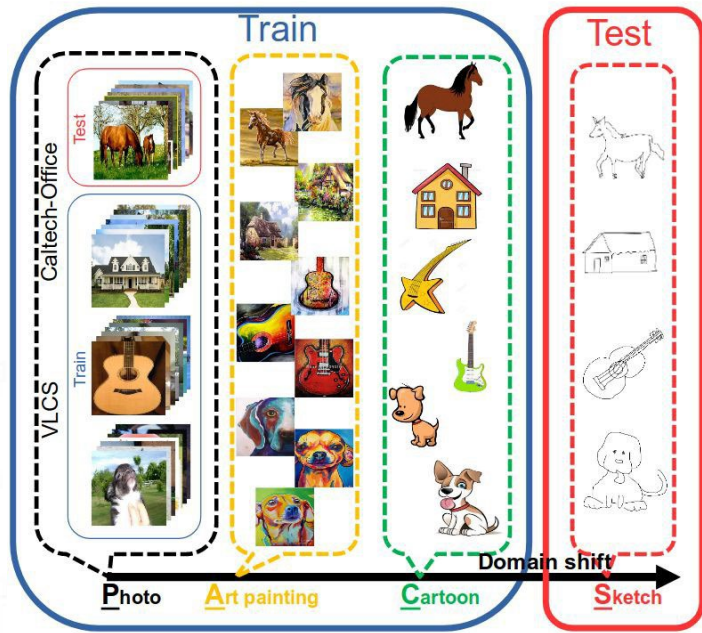 Train
Test
Caltech-Office
VLCS
Test
Train
Domain shift
Photo
Art painting
Cartoon
Sketch